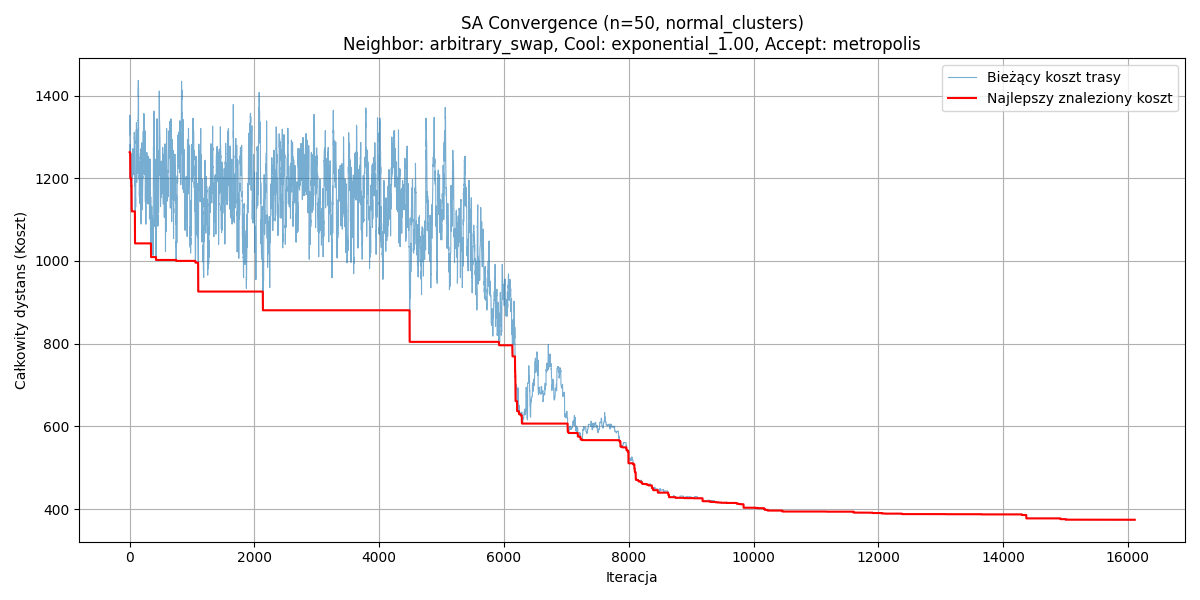 SA Convergence (n=50, normal_clusters)
Neighbor: arbitrary_swap, Cool: exponential_1.00, Accept: metropolis
Bieżący koszt trasy
Najlepszy znaleziony koszt
Całkowity dystans (Koszt)
1400
1200
1000
800
600
400
0 2000 4000 6000 8000 10000 12000 14000 16000
Iteracja